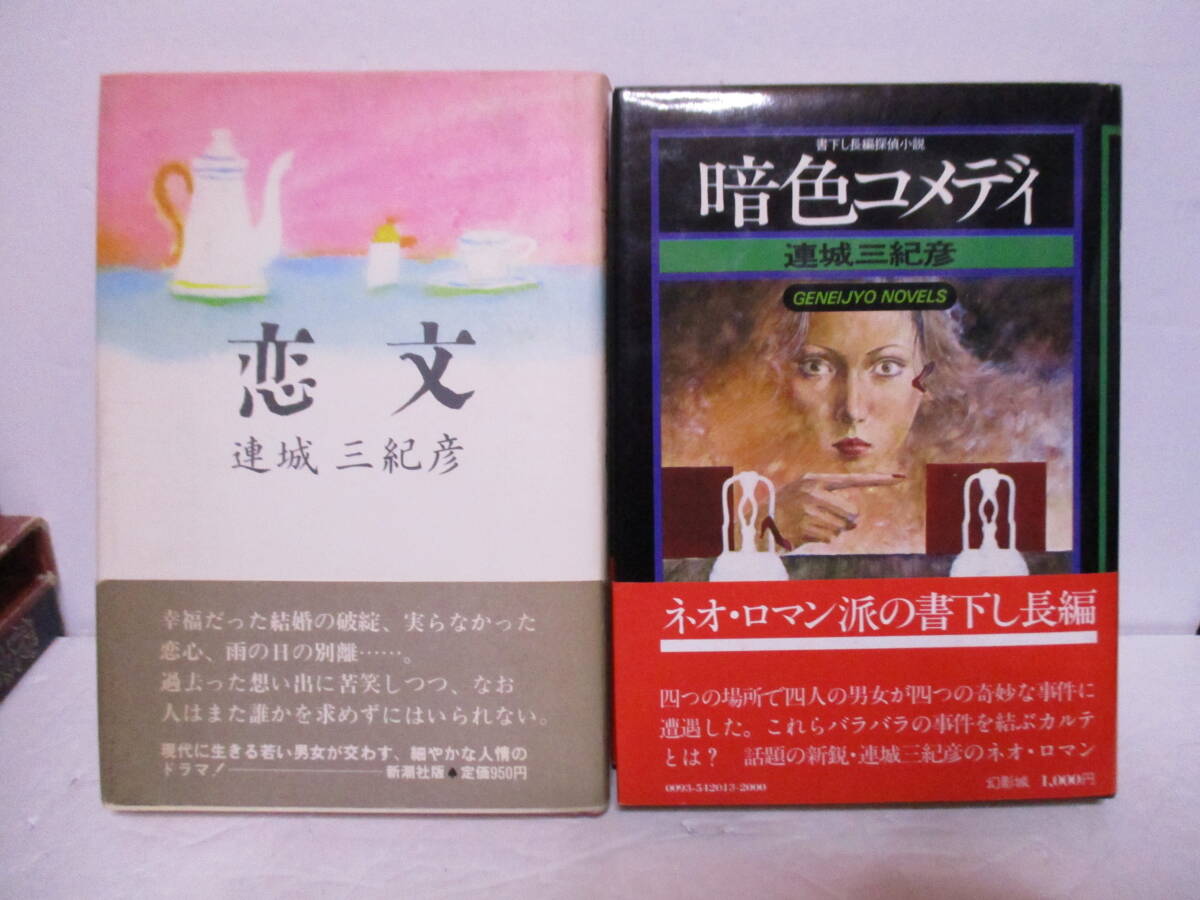 恋文
連城 三紀彦
幸福だった結婚の破綻、実らなかった
恋心、雨の日の別離……。
過去った想い出に苦笑しつつ、なお
人はまた誰かを求めずにはいられない。
現代に生きる若い男女が交わす、細やかな人情の
ドラマ! 新潮社版♠定価950円
書下し長編探偵小説
暗色コメディ
連城三紀彦
GENEIJYO NOVELS
ネオ・ロマン派の書下し長編
四つの場所で四人の男女が四つの奇妙な事件に
遭遇した。これらバラバラの事件を結ぶカルテ
とは? 話題の新鋭・連城三紀彦のネオ・ロマン
0093-542013-2000 幻影城 1,000円